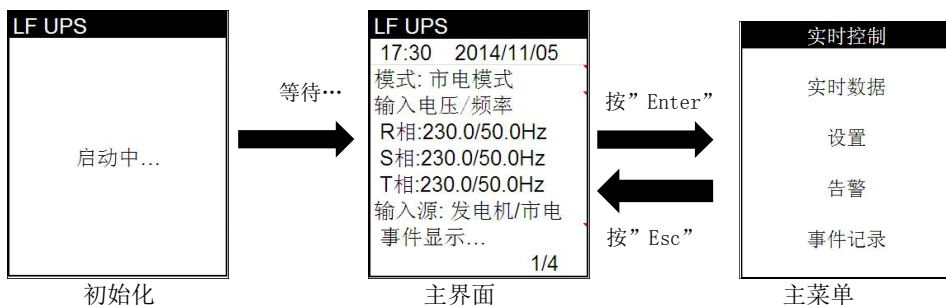 LF UPS
启动中...
初始化
等待…
LF UPS
17:30 2014/11/05
模式: 市电模式
输入电压/频率
R相:230.0/50.0Hz
S相:230.0/50.0Hz
T相:230.0/50.0Hz
输入源: 发电机/市电
事件显示...
1/4
主界面
按”Enter”
按”Esc”
实时控制
实时数据
设置
告警
事件记录
主菜单